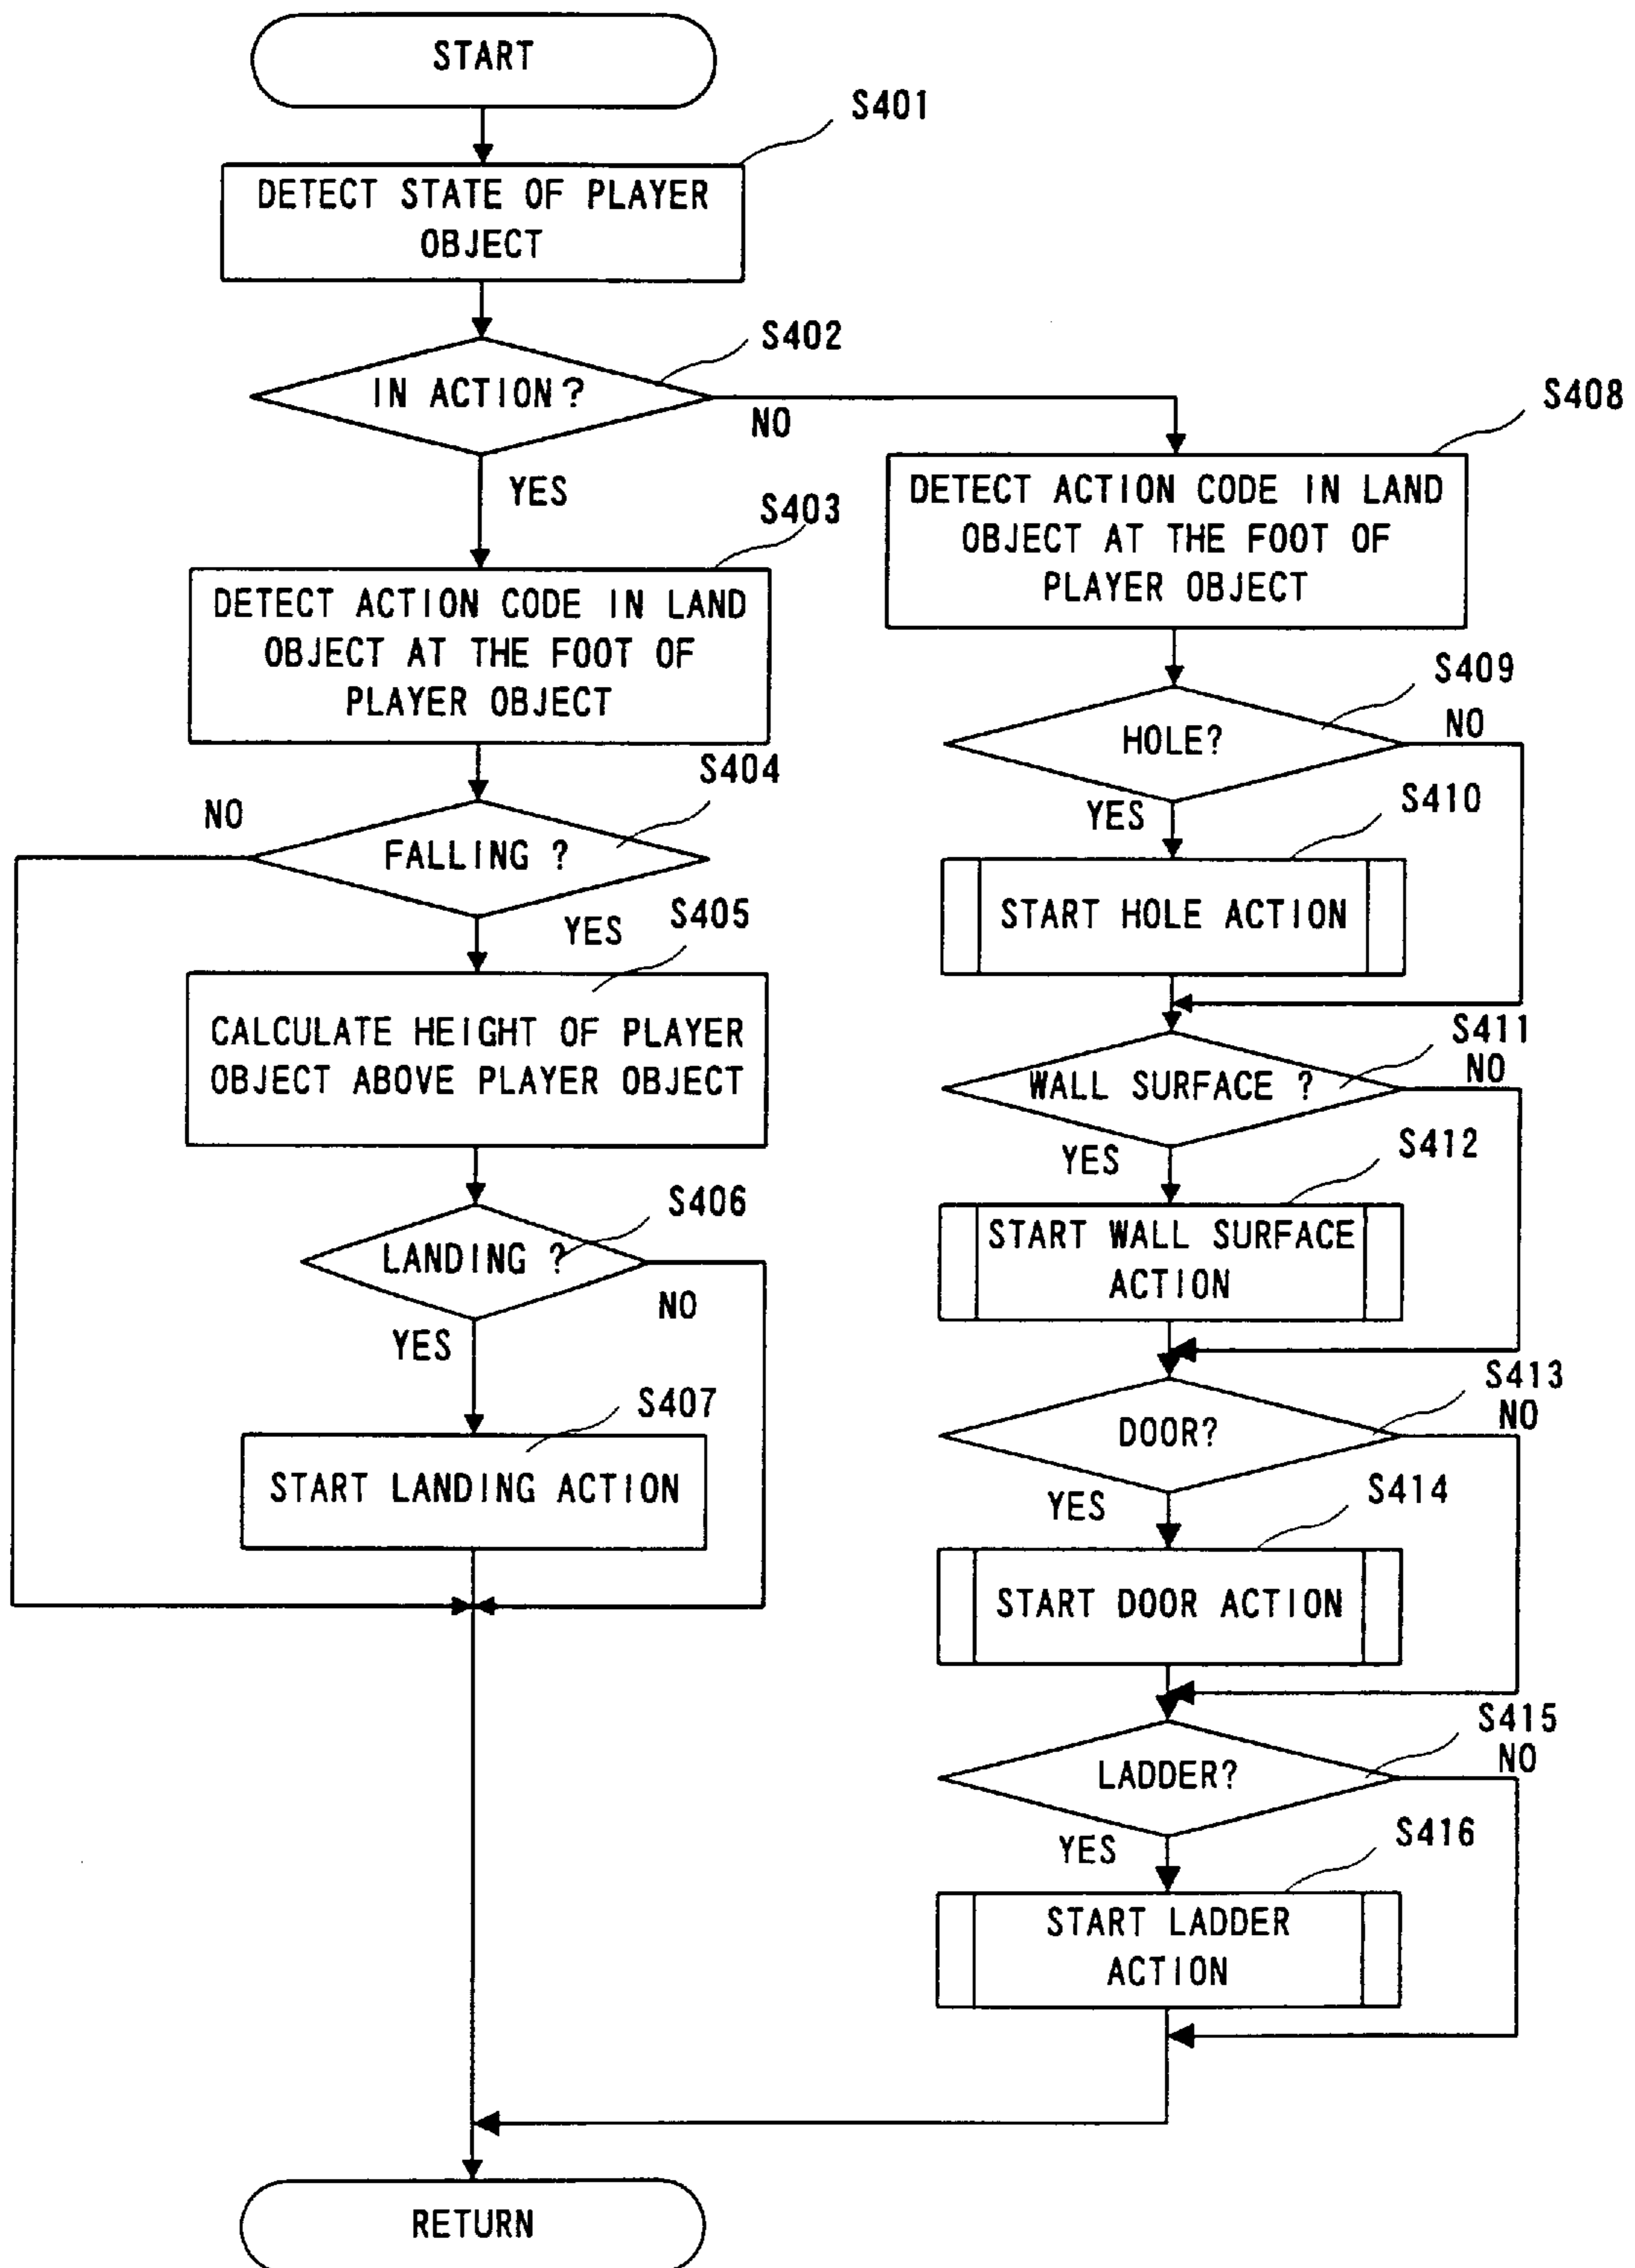 START
S401
DETECT STATE OF PLAYER
OBJECT
S402
IN ACTION?
NO
YES
S403
DETECT ACTION CODE IN LAND
OBJECT AT THE FOOT OF
PLAYER OBJECT
S404
NO
FALLING ?
YES
S405
CALCULATE HEIGHT OF PLAYER
OBJECT ABOVE PLAYER OBJECT
S406
LANDING ?
NO
YES
S407
START LANDING ACTION
S408
DETECT ACTION CODE IN LAND
OBJECT AT THE FOOT OF
PLAYER OBJECT
S409
NO
HOLE?
YES
S410
START HOLE ACTION
S411
NO
WALL SURFACE ?
YES
S412
START WALL SURFACE
ACTION
S413
NO
DOOR?
YES
S414
START DOOR ACTION
S415
NO
LADDER?
YES
S416
START LADDER
ACTION
RETURN